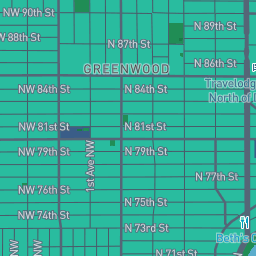 NW 90th St
N 89th St
NW 88th St
N 87th St
N 86th St
GREENWOOD
Travelodge
North of
NW 84th St
N 84th St
NW 81st St
N 81st St
NW 79th St
N 79th St
1st Ave NW
N 77th St
NW 76th St
N 75th St
NW 74th St
N 73rd St
Beth's
N 71st St